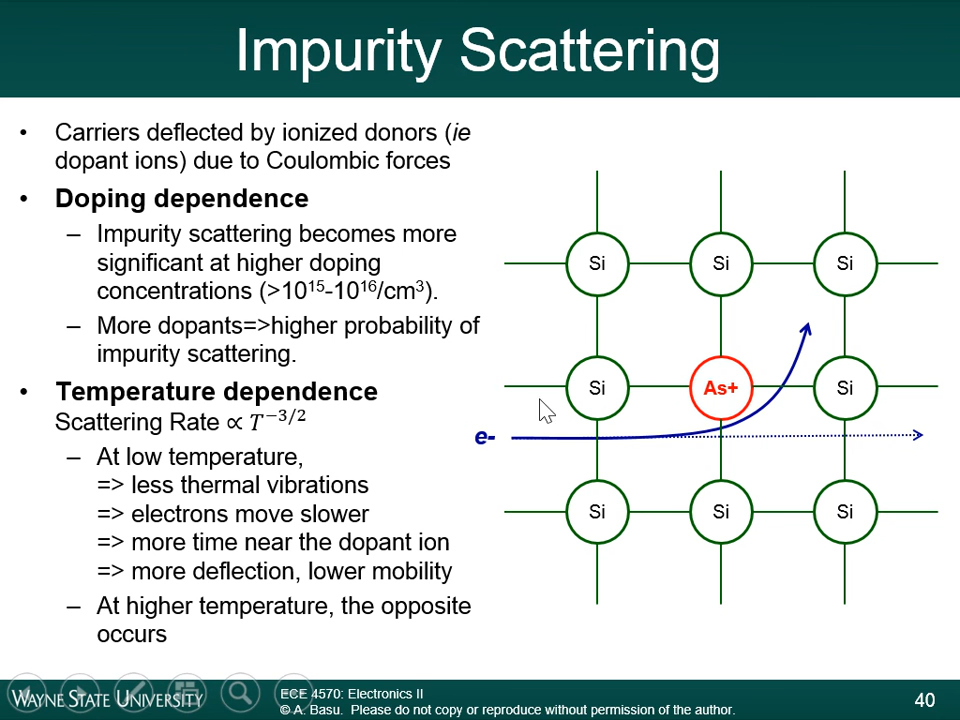 Impurity Scattering
• Carriers deflected by ionized donors (ie
dopant ions) due to Coulombic forces
• Doping dependence
– Impurity scattering becomes more
significant at higher doping
concentrations (>10¹⁵-10¹⁶/cm³).
– More dopants=>higher probability of
impurity scattering.
• Temperature dependence
Scattering Rate ∝ T⁻³/²
– At low temperature,
=> less thermal vibrations
=> electrons move slower
=> more time near the dopant ion
=> more deflection, lower mobility
– At higher temperature, the opposite
occurs
Si Si Si
Si As+ Si
e-
Si Si Si
WAYNE STATE UNIVERSITY
ECE 4570: Electronics II
© A. Basu. Please do not copy or reproduce without permission of the author.
40